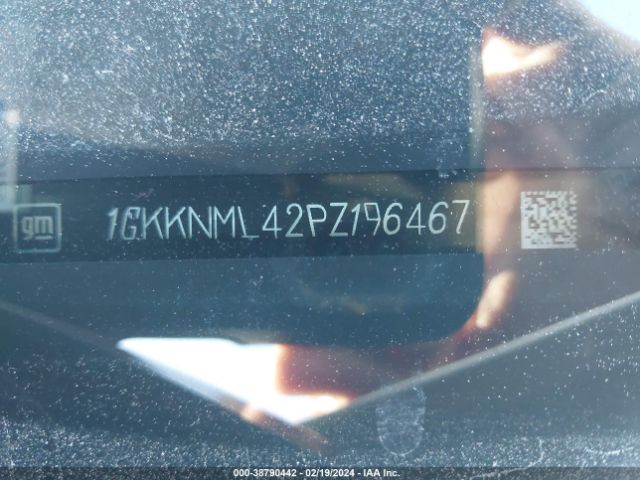 gm 1GKKNML42PZ196467
000-38790442 - 02/19/2024 - IAA Inc.